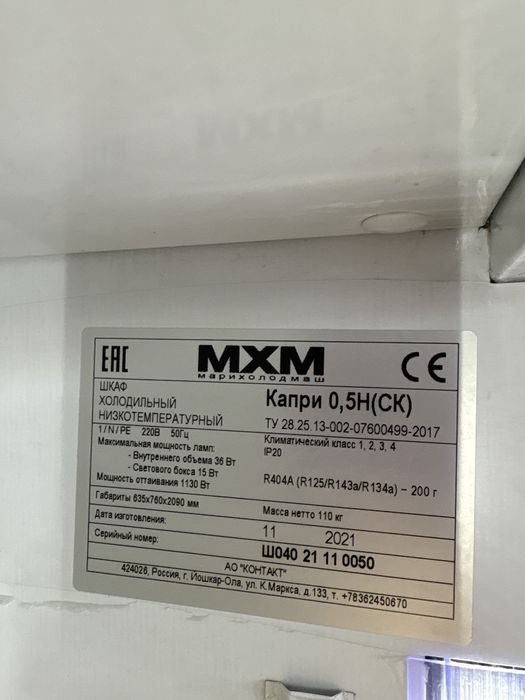 EAC
МХМ
марихолодмаш
CE
ШКАФ
ХОЛОДИЛЬНЫЙ
НИЗКОТЕМПЕРАТУРНЫЙ
Капри 0,5Н(СК)
ТУ 28.25.13-002-07600499-2017
1/ N / PE 220В 50Гц
Климатический класс 1, 2, 3, 4
Максимальная мощность ламп:
IP20
- Внутреннего объема 36 Вт
- Светового бокса 15 Вт
Мощность оттаивания 1130 Вт
R404A (R125/R143a/R134a) – 200 г
Габариты 635x760x2090 мм
Масса нетто 110 кг
Дата изготовления:
11 2021
Серийный номер:
Ш040 21 11 0050
АО "КОНТАКТ"
424026, Россия, г. Йошкар-Ола, ул. К.Маркса, д.133, т. +78362450670